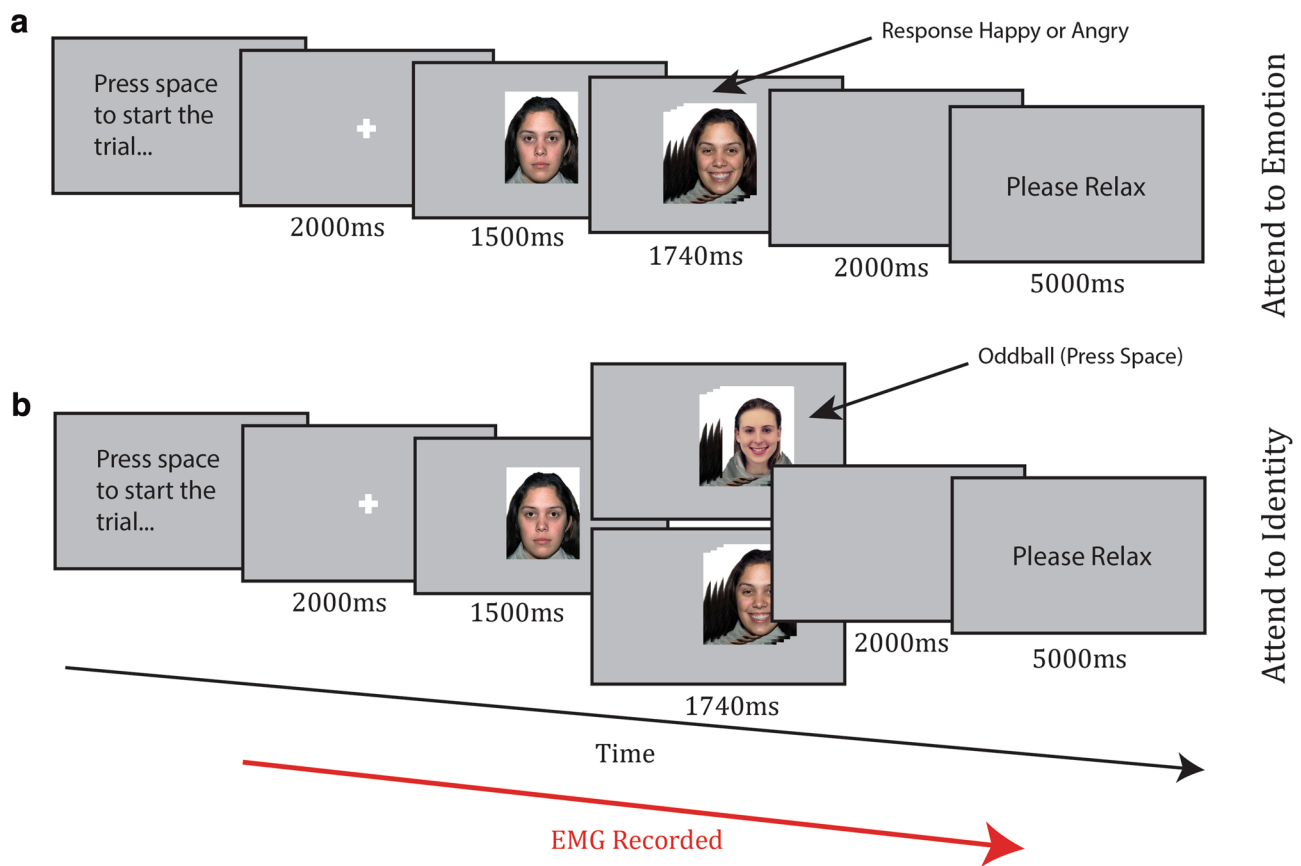 a
Response Happy or Angry
Press space
to start the
trial...
2000ms
1500ms
1740ms
2000ms
Please Relax
5000ms
Attend to Emotion
b
Oddball (Press Space)
Press space
to start the
trial...
2000ms
1500ms
1740ms
2000ms
Please Relax
5000ms
Attend to Identity
Time
EMG Recorded